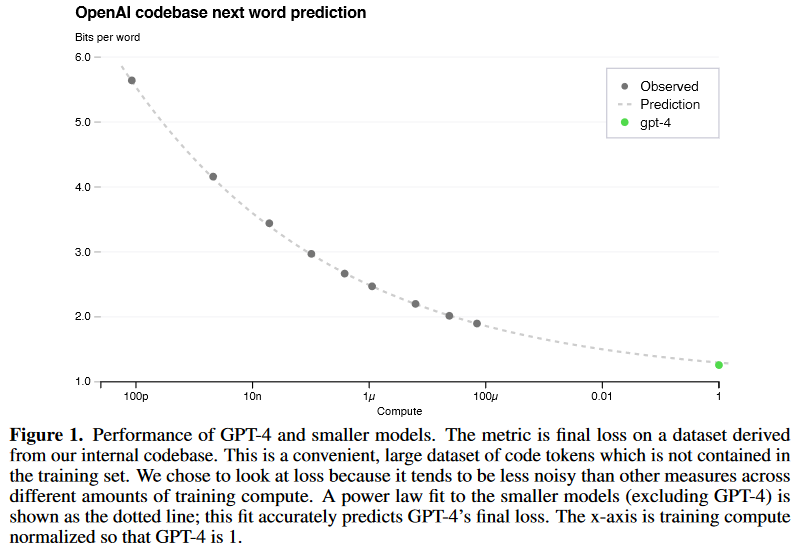 OpenAI codebase next word prediction
Bits per word
6.0
5.0
4.0
3.0
2.0
1.0
Observed
Prediction
gpt-4
100p
10n
1μ
100μ
0.01
1
Compute
Figure 1. Performance of GPT-4 and smaller models. The metric is final loss on a dataset derived
from our internal codebase. This is a convenient, large dataset of code tokens which is not contained in
the training set. We chose to look at loss because it tends to be less noisy than other measures across
different amounts of training compute. A power law fit to the smaller models (excluding GPT-4) is
shown as the dotted line; this fit accurately predicts GPT-4's final loss. The x-axis is training compute
normalized so that GPT-4 is 1.